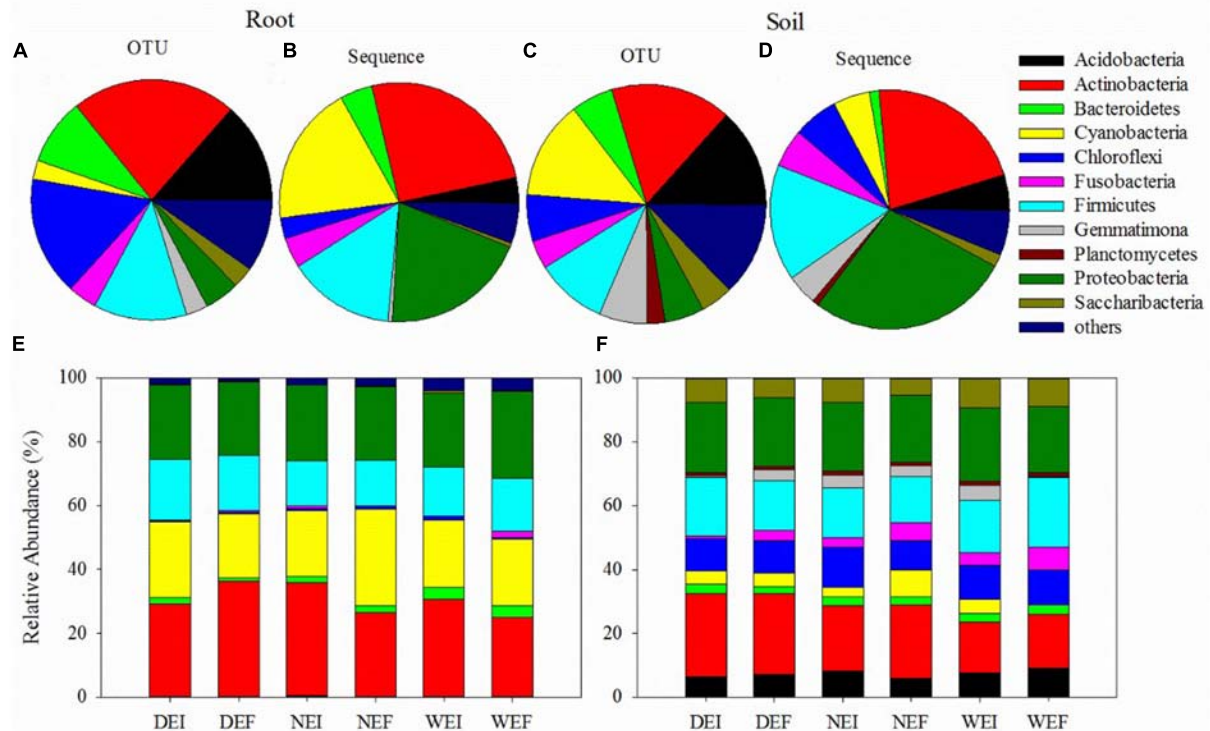 Root
Soil
A
OTU
B
Sequence
C
OTU
D
Sequence
Acidobacteria
Actinobacteria
Bacteroidetes
Cyanobacteria
Chloroflexi
Fusobacteria
Firmicutes
Gemmatimona
Planctomycetes
Proteobacteria
Saccharibacteria
others
E
F
Relative Abundance (%)
100
80
60
40
20
0
DEI DEF NEI NEF WEI WEF
100
80
60
40
20
0
DEI DEF NEI NEF WEI WEF